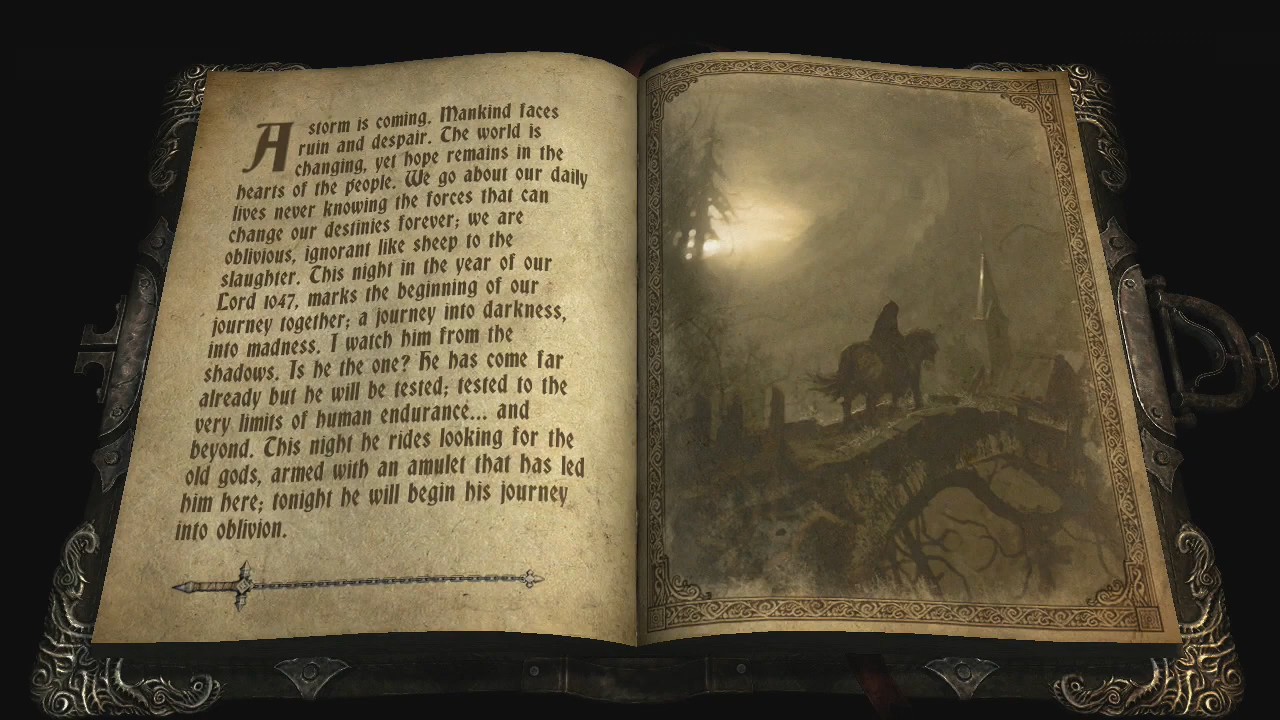 A storm is coming. Mankind faces
ruin and despair. The world is
changing, yet hope remains in the
hearts of the people. We go about our daily
lives never knowing the forces that can
change our destinies forever; we are
oblivious, ignorant like sheep to the
slaughter. This night in the year of our
Lord 1047, marks the beginning of our
journey together; a journey into darkness,
into madness. I watch him from the
shadows. Is he the one? He has come far
already but he will be tested; tested to the
very limits of human endurance... and
beyond. This night he rides looking for the
old gods, armed with an amulet that has led
him here; tonight he will begin his journey
into oblivion.